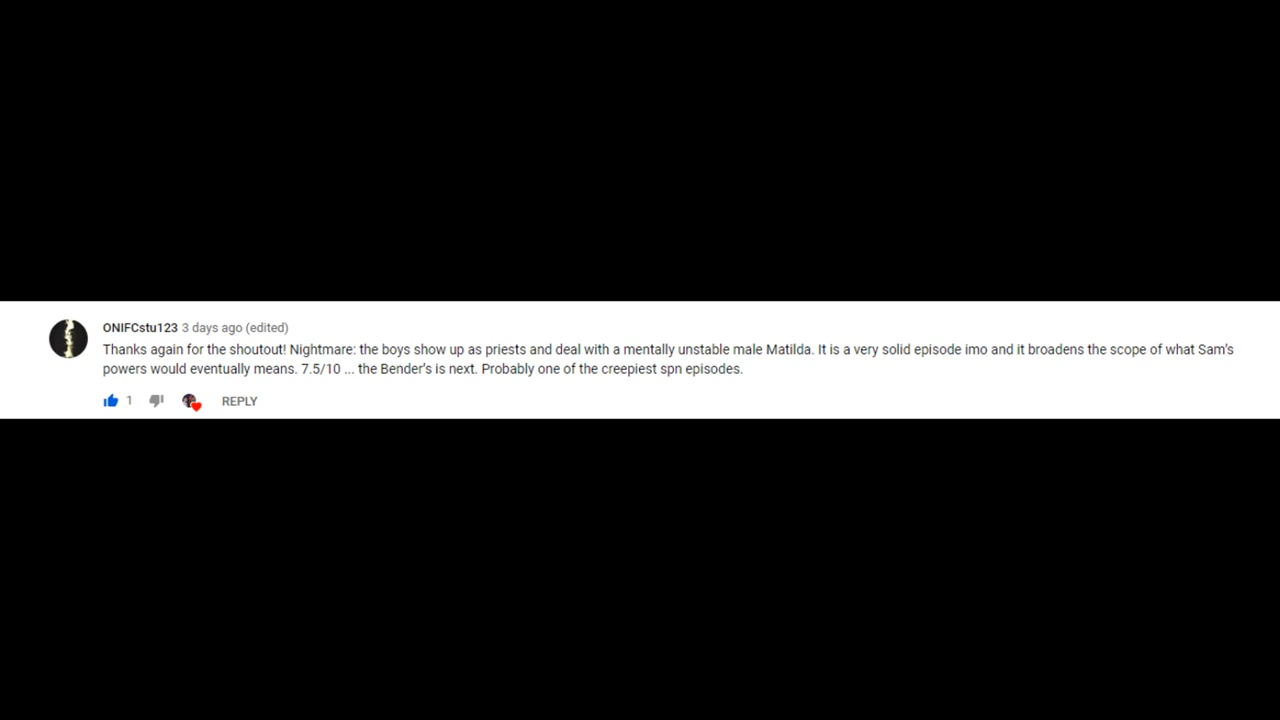 ONIFCstu123 3 days ago (edited)
Thanks again for the shoutout! Nightmare: the boys show up as priests and deal with a mentally unstable male Matilda. It is a very solid episode imo and it broadens the scope of what Sam's
powers would eventually means. 7.5/10 ... the Bender's is next. Probably one of the creepiest spn episodes.
1 REPLY